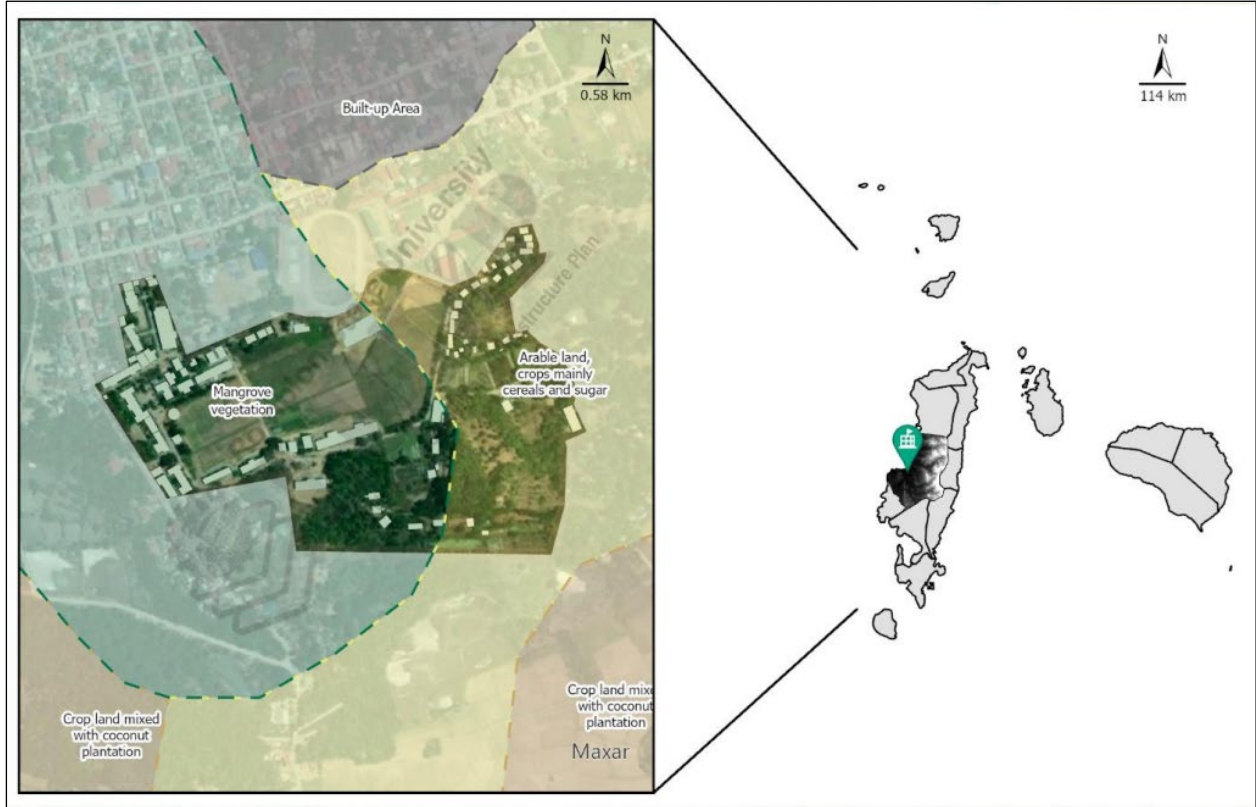 N
0.58 km
Built-up Area
University
structure Plan
Mangrove
vegetation
Arable land,
crops mainly
cereals and sugar
Crop land mixed
with coconut
plantation
Crop land mixe
with coconut
plantation
Maxar
N
114 km